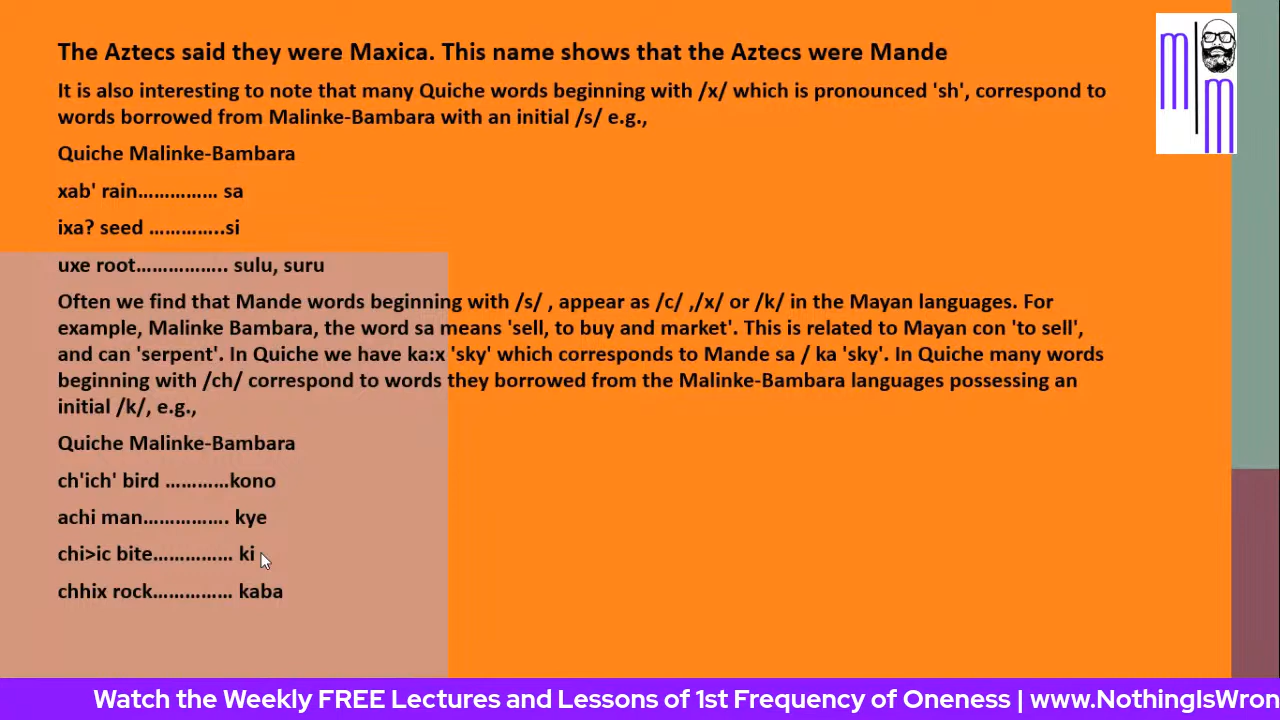 The Aztecs said they were Maxica. This name shows that the Aztecs were Mande
It is also interesting to note that many Quiche words beginning with /x/ which is pronounced 'sh', correspond to
words borrowed from Malinke-Bambara with an initial /s/ e.g.,
Quiche Malinke-Bambara
xab' rain…………… sa
ixa? seed …………..si
uxe root…………….. sulu, suru
Often we find that Mande words beginning with /s/ , appear as /c/ ,/x/ or /k/ in the Mayan languages. For
example, Malinke Bambara, the word sa means 'sell, to buy and market'. This is related to Mayan con 'to sell',
and can 'serpent'. In Quiche we have ka:x 'sky' which corresponds to Mande sa / ka 'sky'. In Quiche many words
beginning with /ch/ correspond to words they borrowed from the Malinke-Bambara languages possessing an
initial /k/, e.g.,
Quiche Malinke-Bambara
ch'ich' bird …………kono
achi man……………. kye
chi>ic bite…………… ki
chhix rock…………… kaba
m m
Watch the Weekly FREE Lectures and Lessons of 1st Frequency of Oneness | www.NothingIsWron